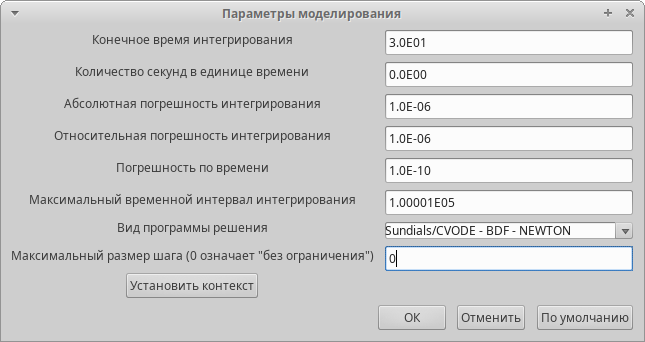 Параметры моделирования
Конечное время интегрирования 3.0E01
Количество секунд в единице времени 0.0E00
Абсолютная погрешность интегрирования 1.0E-06
Относительная погрешность интегрирования 1.0E-06
Погрешность по времени 1.0E-10
Максимальный временной интервал интегрирования 1.00001E05
Вид программы решения Sundials/CVODE - BDF - NEWTON
Максимальный размер шага (0 означает "без ограничения") 0
Установить контекст
ОК Отменить По умолчанию